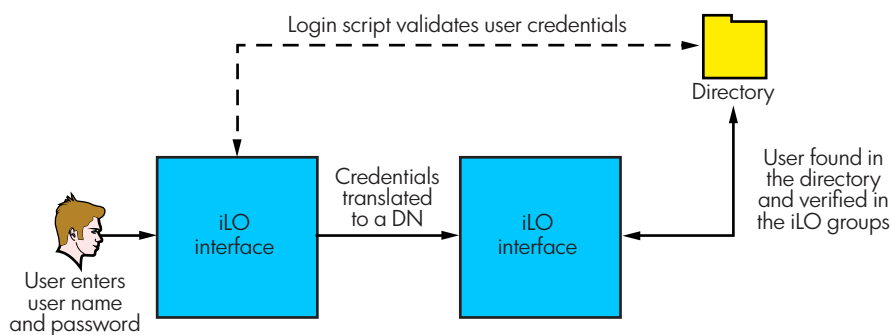 Login script validates user credentials
Directory
User found in
the directory
and verified in
the iLO groups
Credentials
translated
to a DN
iLO
interface
iLO
interface
User enters
user name
and password